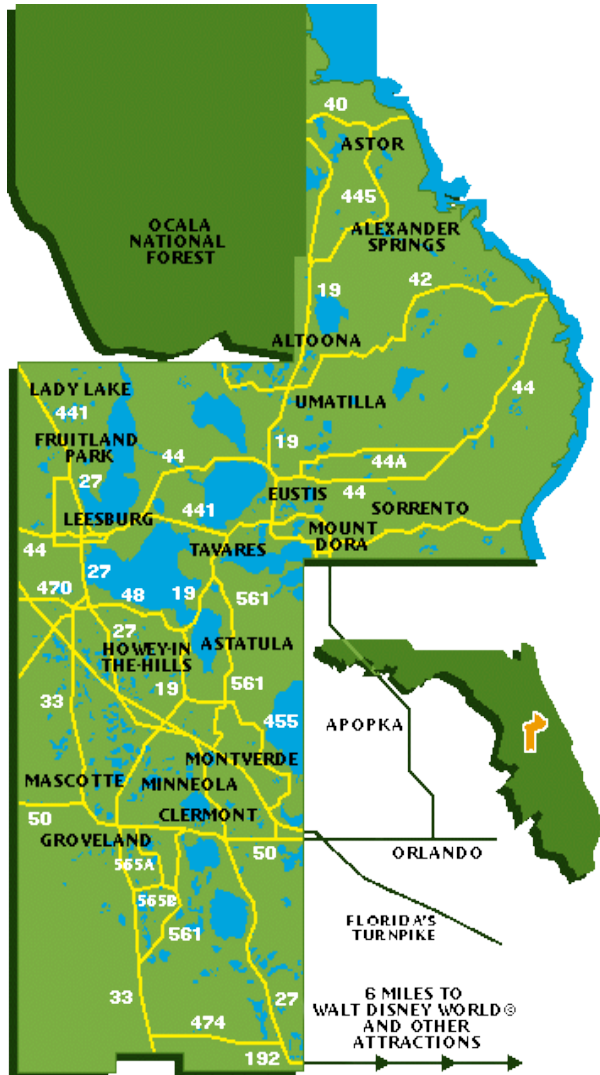 40
ASTOR
445
OCALA
NATIONAL
FOREST
ALEXANDER
SPRINGS
19
42
ALTOONA
LADY LAKE
441
UMATILLA
44
FRUITLAND
PARK
19
44
44A
27
EUSTIS
44
441
SORRENTO
LEESBURG
MOUNT
DORA
TAVARES
44
27
470
48
19
561
27
HOWEY-IN
THE-HILLS
ASTATULA
19
561
33
455
APOPKA
MONTVERDE
MASCOTTE
MINNEOLA
CLERMONT
50
GROVELAND
50
ORLANDO
565A
565B
FLORIDA'S
TURNPIKE
561
33
27
6 MILES TO
WALT DISNEY WORLD©
AND OTHER
ATTRACTIONS
474
192